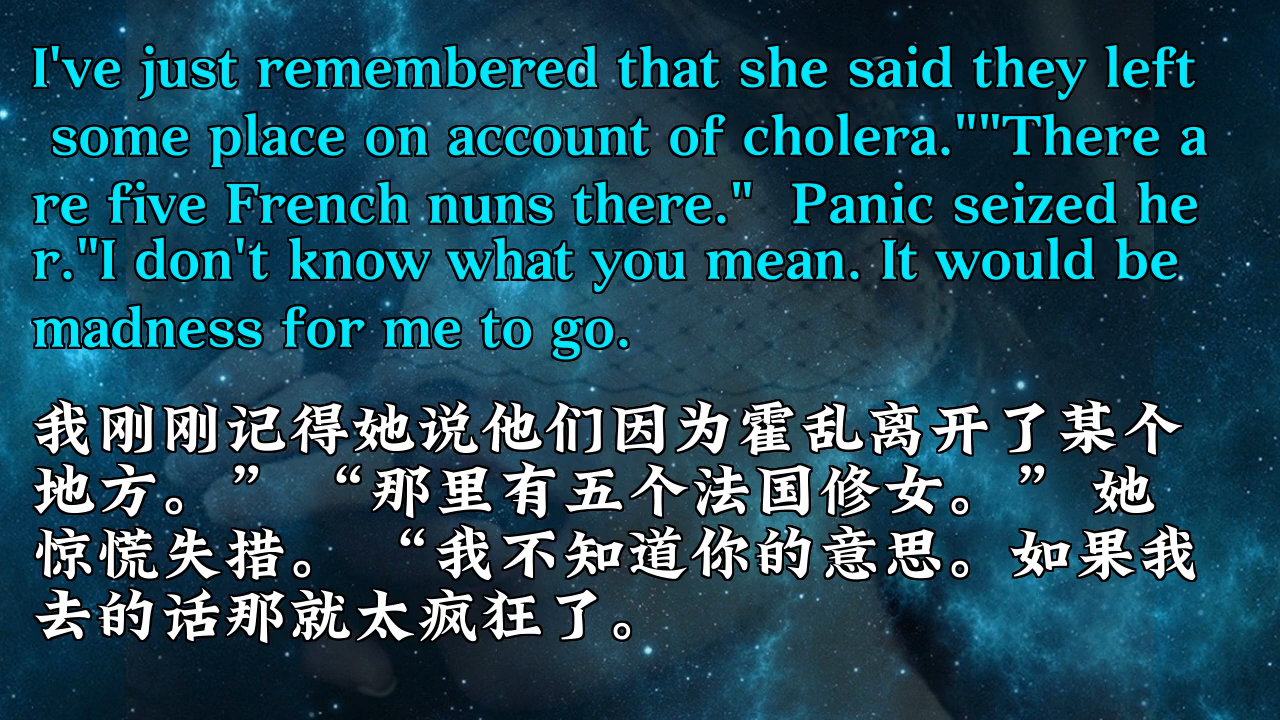 I've just remembered that she said they left
some place on account of cholera.""There a
re five French nuns there."  Panic seized he
r."I don't know what you mean. It would be
madness for me to go.
我刚刚记得她说他们因为霍乱离开了某个
地方。” “那里有五个法国修女。” 她
惊慌失措。 “我不知道你的意思。如果我
去的话那就太疯狂了。